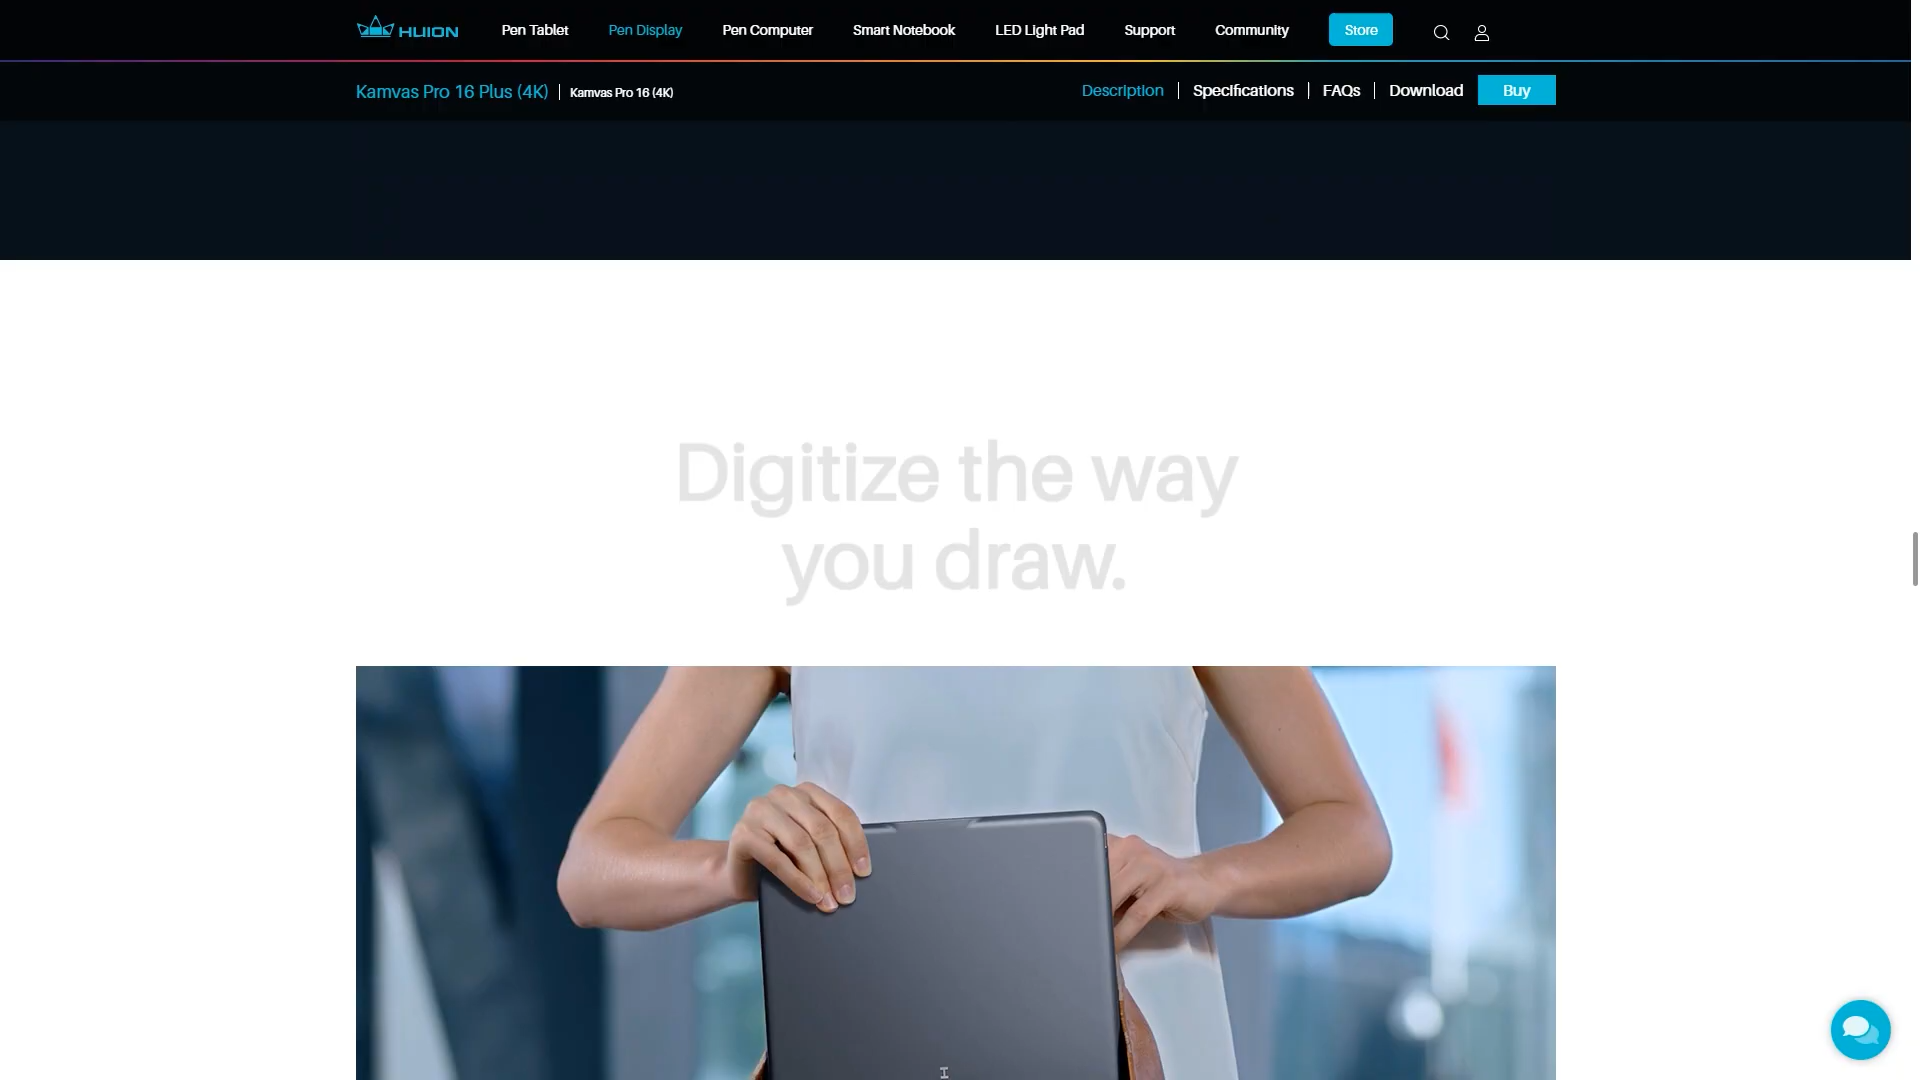 HUION
Pen Tablet
Pen Display
Pen Computer
Smart Notebook
LED Light Pad
Support
Community
Store
Kamvas Pro 16 Plus (4K)
Kamvas Pro 16 (4K)
Description
Specifications
FAQs
Download
Buy
Digitize the way
you draw.